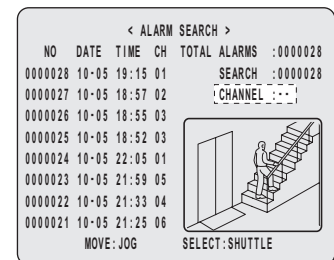 < ALARM SEARCH >
NO DATE TIME CH TOTAL ALARMS :0000028
0000028 10-05 19:15 01 SEARCH :0000028
0000027 10-05 18:57 02 CHANNEL :--
0000026 10-05 18:55 03
0000025 10-05 18:52 03
0000024 10-05 22:05 01
0000023 10-05 21:59 05
0000022 10-05 21:33 04
0000021 10-05 21:25 06
MOVE:JOG SELECT:SHUTTLE